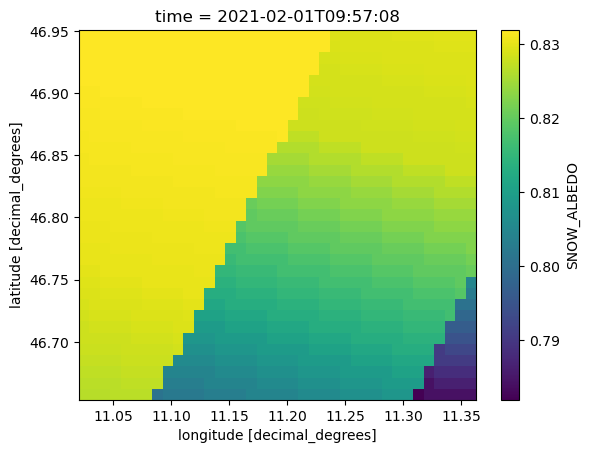 time = 2021-02-01T09:57:08
46.95
46.90
46.85
46.80
46.75
46.70
latitude [decimal_degrees]
11.05 11.10 11.15 11.20 11.25 11.30 11.35
longitude [decimal_degrees]
0.83
0.82
0.81
0.80
0.79
SNOW_ALBEDO